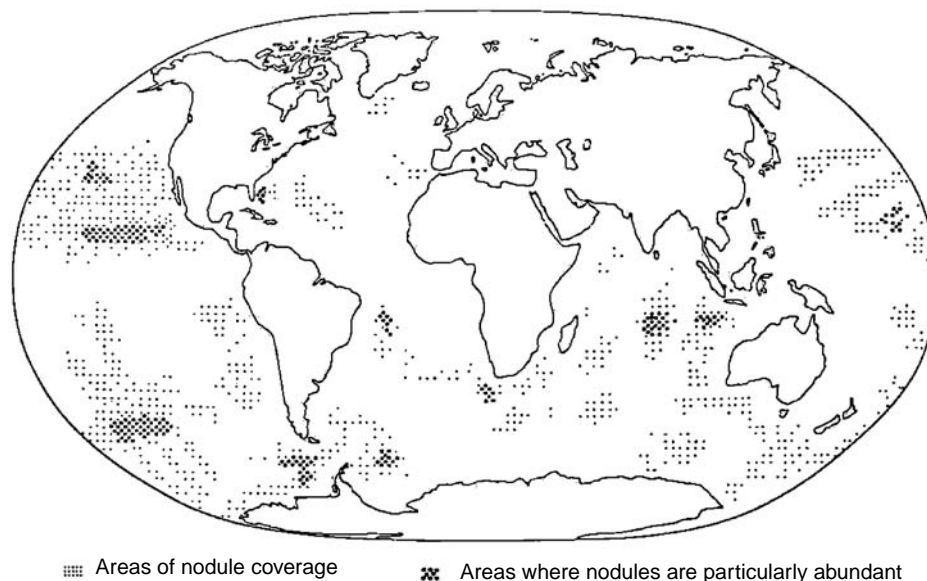 Areas of nodule coverage
Areas where nodules are particularly abundant